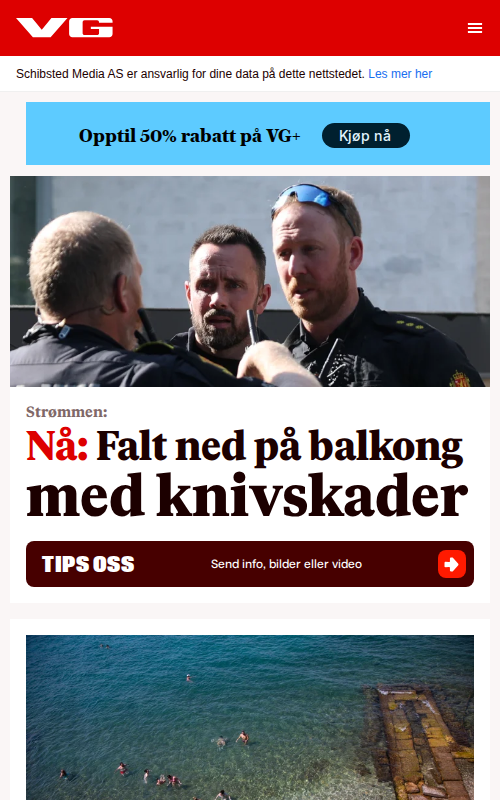 VG
Schibsted Media AS er ansvarlig for dine data på dette nettstedet. Les mer her
Opptil 50% rabatt på VG+ Kjøp nå
Strømmen:
Nå: Falt ned på balkong
med knivskader
TIPS OSS Send info, bilder eller video